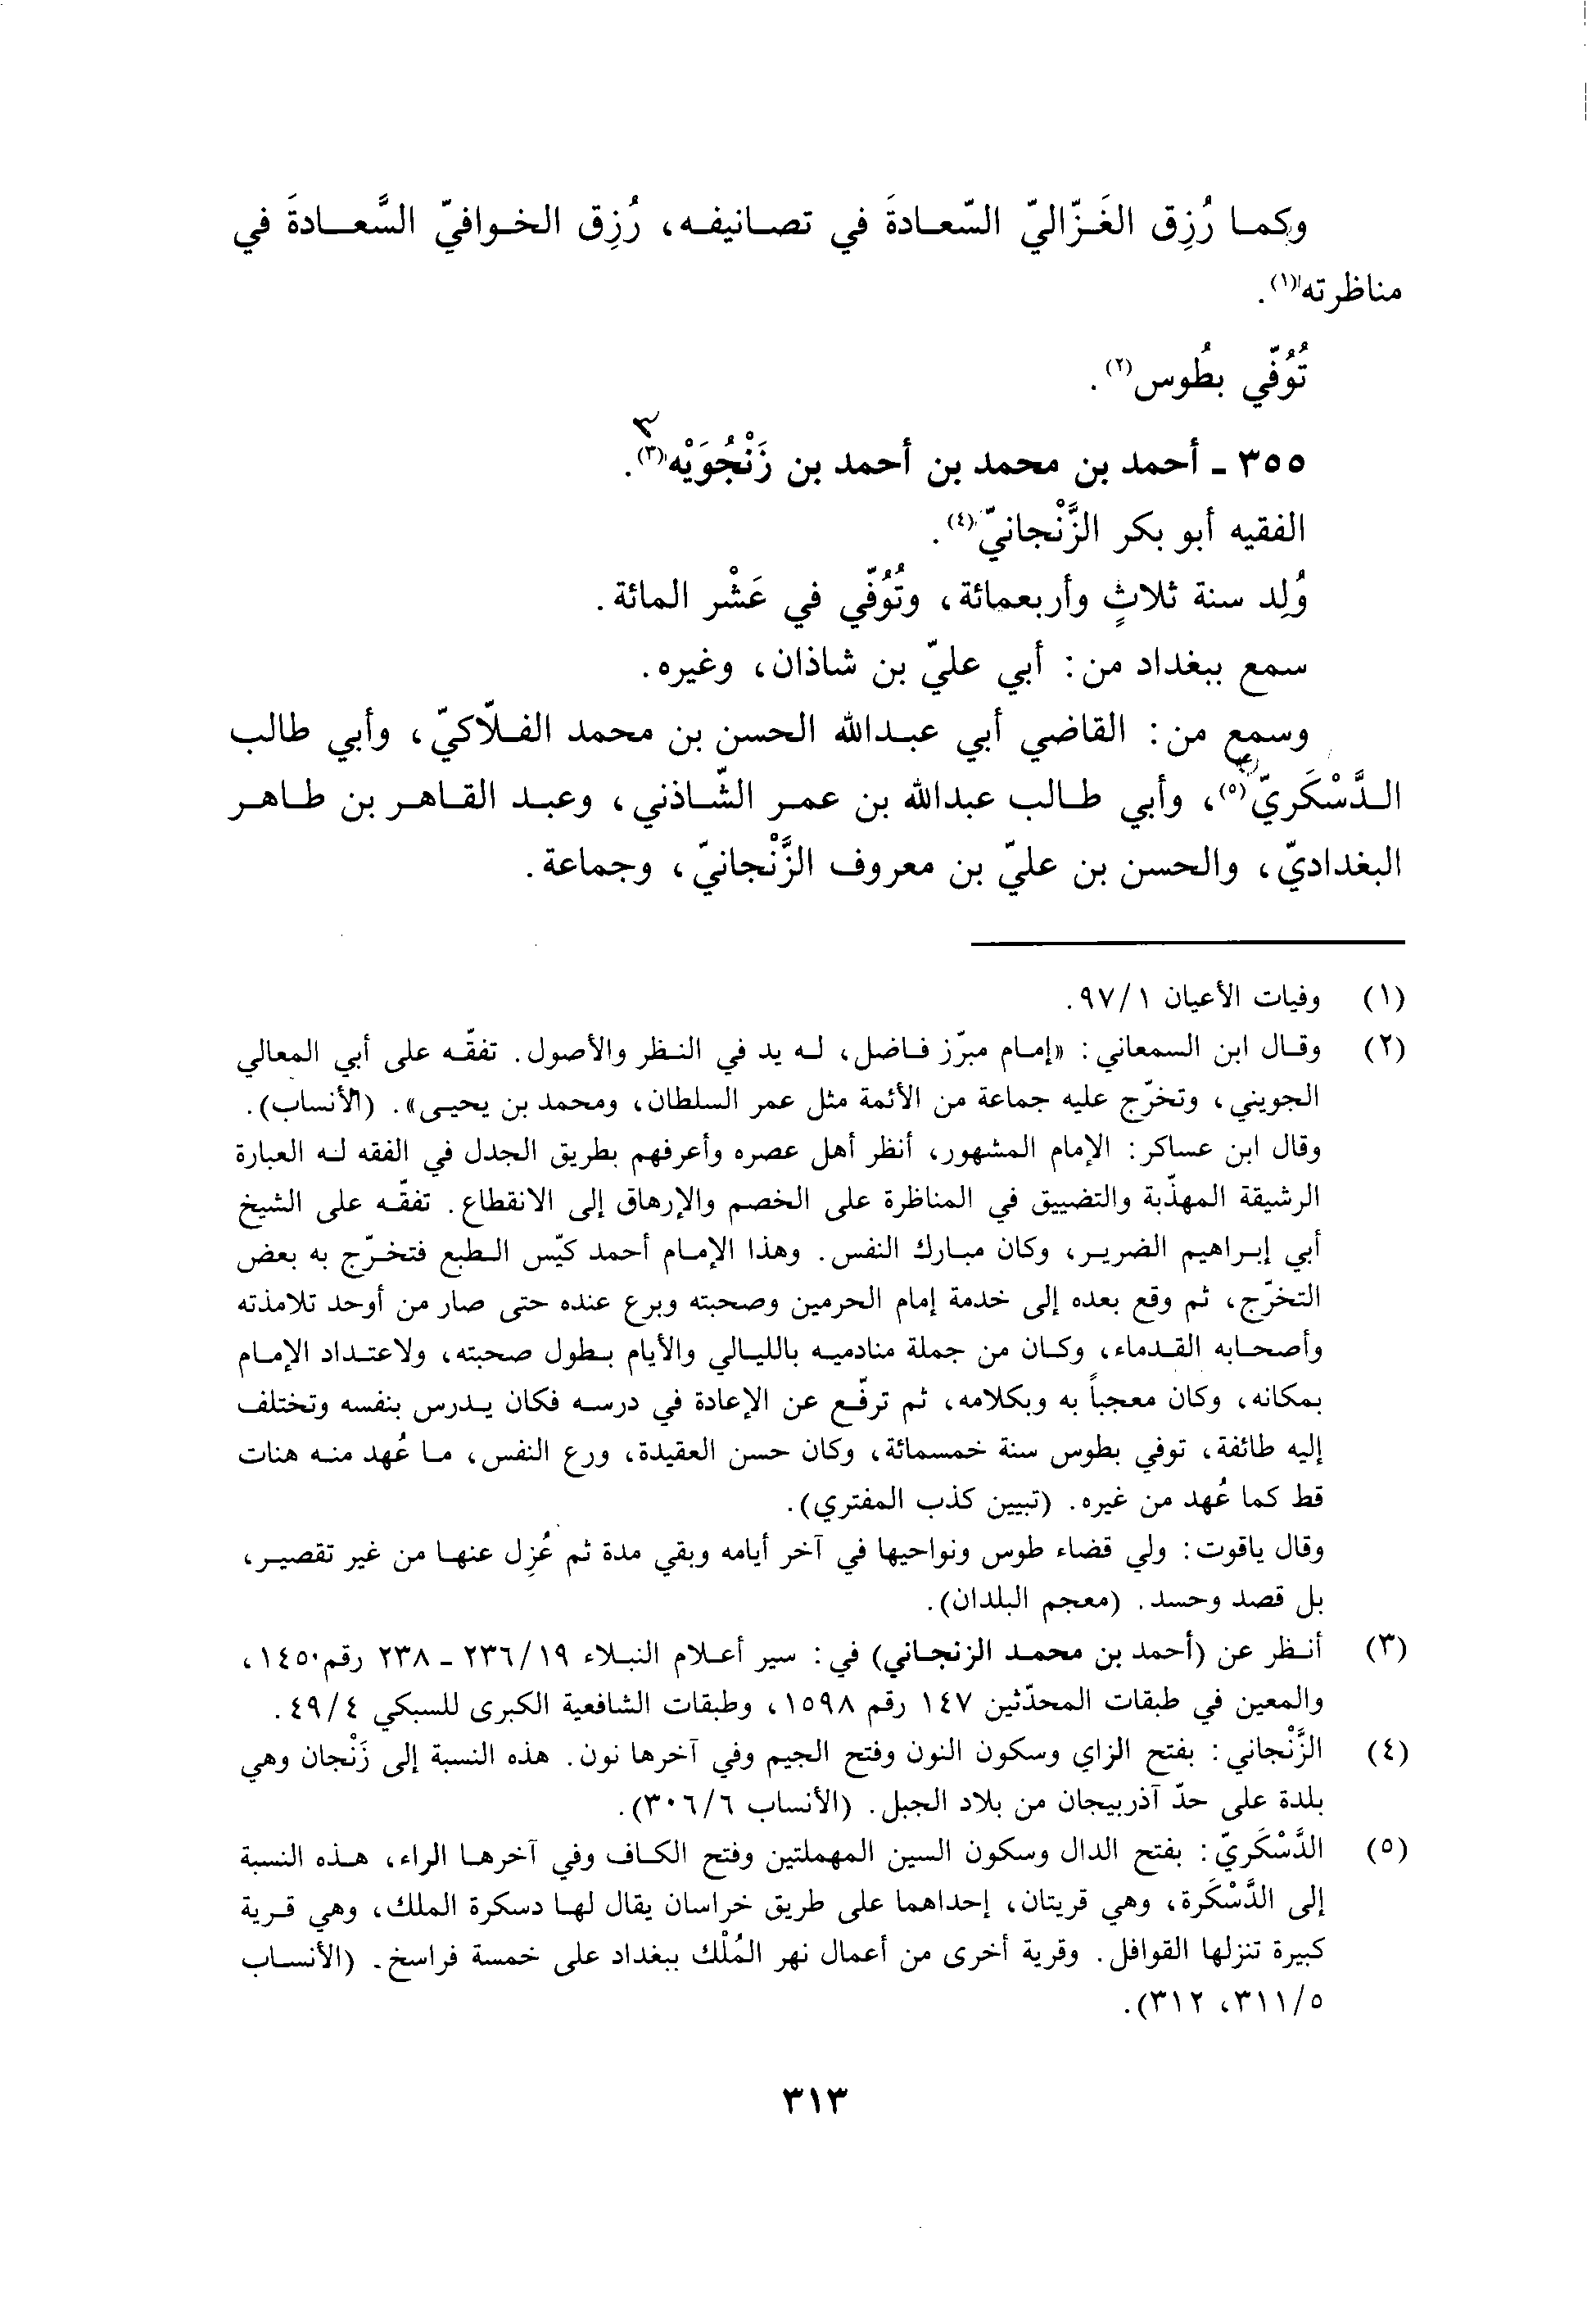 وكما رُزِق الغَزّاليّ السّعادةَ في تصانيفه، رُزِق الخوافيّ السَّعادةَ في
مناظرته(١).
تُوُفّي بطُوس(٢).
٣٥٥ - أحمد بن محمد بن أحمد بن زَنْجُوَيْه(٣).
الفقيه أبو بكر الزَّنْجانيّ(٤).
وُلِد سنة ثلاثٍ وأربعمائة، وتُوُفّي في عَشْر المائة.
سمع ببغداد من: أبي عليّ بن شاذان، وغيره.
وسمع من: القاضي أبي عبدالله الحسن بن محمد الفلّاكيّ، وأبي طالب
الدَّسْكَريّ(٥)، وأبي طالب عبدالله بن عمر الشّاذني، وعبد القاهر بن طاهر
البغداديّ، والحسن بن عليّ بن معروف الزَّنْجانيّ، وجماعة.
(١) وفيات الأعيان ١/ ٩٧.
(٢) وقال ابن السمعاني: «إمام مبرّز فاضل، له يد في النظر والأصول. تفقّه على أبي المعالي
الجويني، وتخرّج عليه جماعة من الأئمة مثل عمر السلطان، ومحمد بن يحيى». (الأنساب).
وقال ابن عساكر: الإمام المشهور، أنظر أهل عصره وأعرفهم بطريق الجدل في الفقه له العبارة
الرشيقة المهذّبة والتضييق في المناظرة على الخصم والإرهاق إلى الانقطاع. تفقّه على الشيخ
أبي إبراهيم الضرير، وكان مبارك النفس. وهذا الإمام أحمد كيّس الطبع فتخرّج به بعض
التخرّج، ثم وقع بعده إلى خدمة إمام الحرمين وصحبته وبرع عنده حتى صار من أوحد تلامذته
وأصحابه القدماء، وكان من جملة منادميه بالليالي والأيام بطول صحبته، ولاعتداد الإمام
بمكانه، وكان معجباً به وبكلامه، ثم ترفّع عن الإعادة في درسه فكان يدرس بنفسه وتختلف
إليه طائفة، توفي بطوس سنة خمسمائة، وكان حسن العقيدة، ورع النفس، ما عُهد منه هنات
قط كما عُهد من غيره. (تبيين كذب المفتري).
وقال ياقوت: ولي قضاء طوس ونواحيها في آخر أيامه وبقي مدة ثم عُزِل عنها من غير تقصير،
بل قصد وحسد. (معجم البلدان).
(٣) أنظر عن (أحمد بن محمد الزنجاني) في: سير أعلام النبلاء ١٩/ ٢٣٦ - ٢٣٨ رقم ١٤٥٠،
والمعين في طبقات المحدّثين ١٤٧ رقم ١٥٩٨، وطبقات الشافعية الكبرى للسبكي ٤/ ٤٩.
(٤) الزَّنْجاني: بفتح الزاي وسكون النون وفتح الجيم وفي آخرها نون. هذه النسبة إلى زَنْجان وهي
بلدة على حدّ آذربيجان من بلاد الجبل. (الأنساب ٦/ ٣٠٦).
(٥) الدَّسْكَريّ: بفتح الدال وسكون السين المهملتين وفتح الكاف وفي آخرها الراء، هذه النسبة
إلى الدَّسْكَرة، وهي قريتان، إحداهما على طريق خراسان يقال لها دسكرة الملك، وهي قرية
كبيرة تنزلها القوافل. وقرية أخرى من أعمال نهر المُلْك ببغداد على خمسة فراسخ. (الأنساب
٥/ ٣١١، ٣١٢).
٣١٣